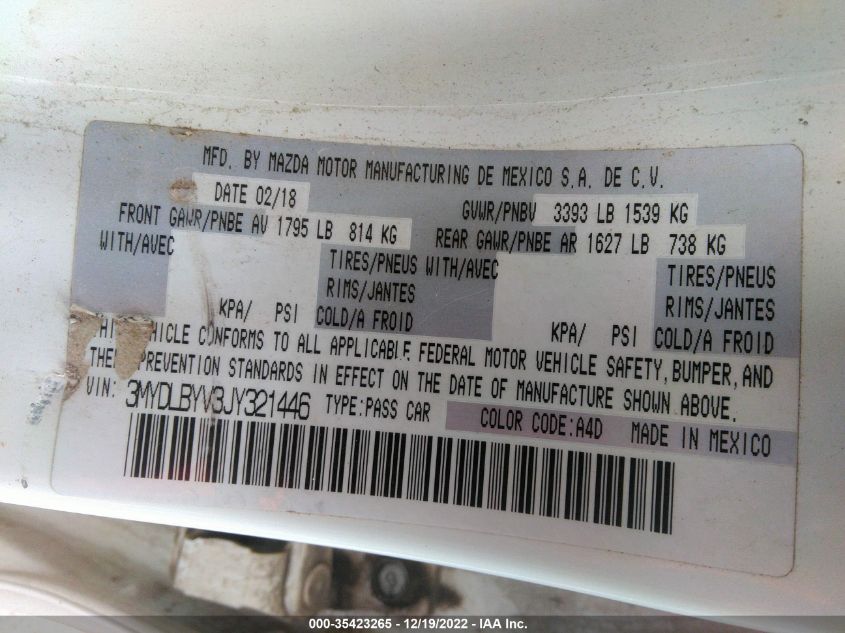 MFD. BY MAZDA MOTOR MANUFACTURING DE MEXICO S.A. DE C.V.
DATE 02/18 GVWR/PNBV 3393 LB 1539 KG
FRONT GAWR/PNBE AV 1795 LB 814 KG REAR GAWR/PNBE AR 1627 LB 738 KG
WITH/AVEC TIRES/PNEUS WITH/AVEC TIRES/PNEUS
RIMS/JANTES RIMS/JANTES
KPA/ PSI COLD/A FROID KPA/ PSI COLD/A FROID
VEHICLE CONFORMS TO ALL APPLICABLE FEDERAL MOTOR VEHICLE SAFETY, BUMPER, AND
PREVENTION STANDARDS IN EFFECT ON THE DATE OF MANUFACTURE SHOWN ABOVE.
VIN: 3MYDLBYV3JY321446 TYPE:PASS CAR COLOR CODE:A4D MADE IN MEXICO
000-35423265 - 12/19/2022 - IAA Inc.